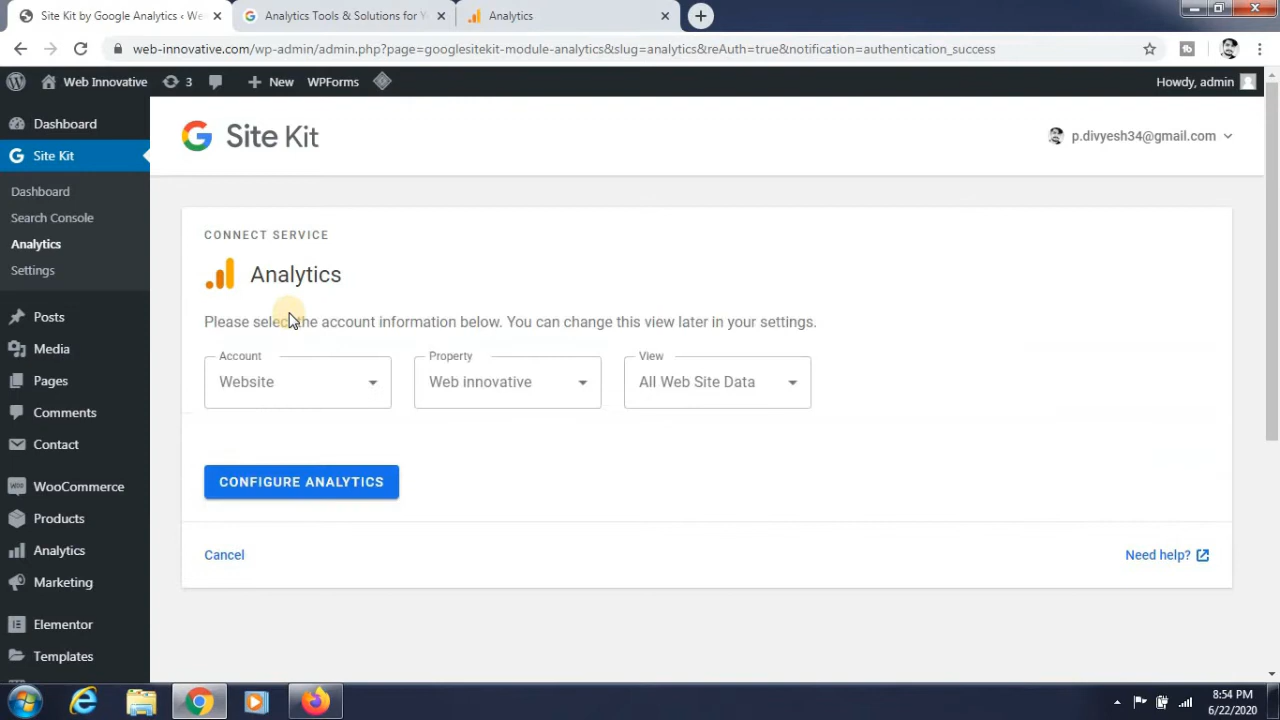 Site Kit by Google Analytics ‹ We
Analytics Tools & Solutions for Y
Analytics
web-innovative.com/wp-admin/admin.php?page=googlesitekit-module-analytics&slug=analytics&reAuth=true&notification=authentication_success
Web Innovative
3
New
WPForms
Howdy, admin
Dashboard
Site Kit
Dashboard
Search Console
Analytics
Settings
Posts
Media
Pages
Comments
Contact
WooCommerce
Products
Analytics
Marketing
Elementor
Templates
Site Kit
p.divyesh34@gmail.com
CONNECT SERVICE
Analytics
Please select the account information below. You can change this view later in your settings.
Account
Website
Property
Web innovative
View
All Web Site Data
CONFIGURE ANALYTICS
Cancel
Need help?
8:54 PM
6/22/2020